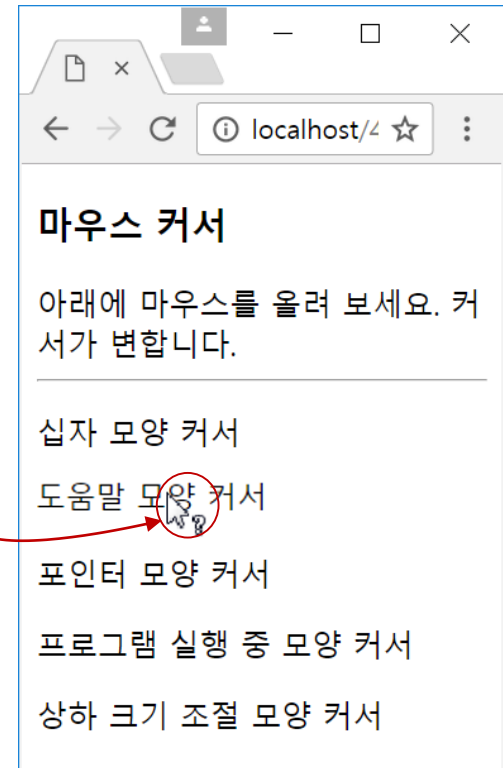 localhost/4
마우스 커서
아래에 마우스를 올려 보세요. 커
서가 변합니다.
십자 모양 커서
도움말 모양 커서
포인터 모양 커서
프로그램 실행 중 모양 커서
상하 크기 조절 모양 커서